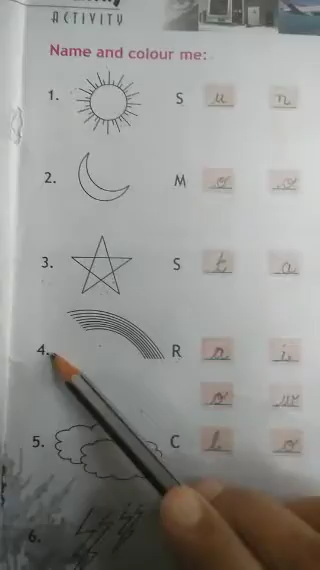 ACTIVITY
Name and colour me:
1. S u n
2. M o o
3. S t a
4. R a i
o w
5. C l o
6.